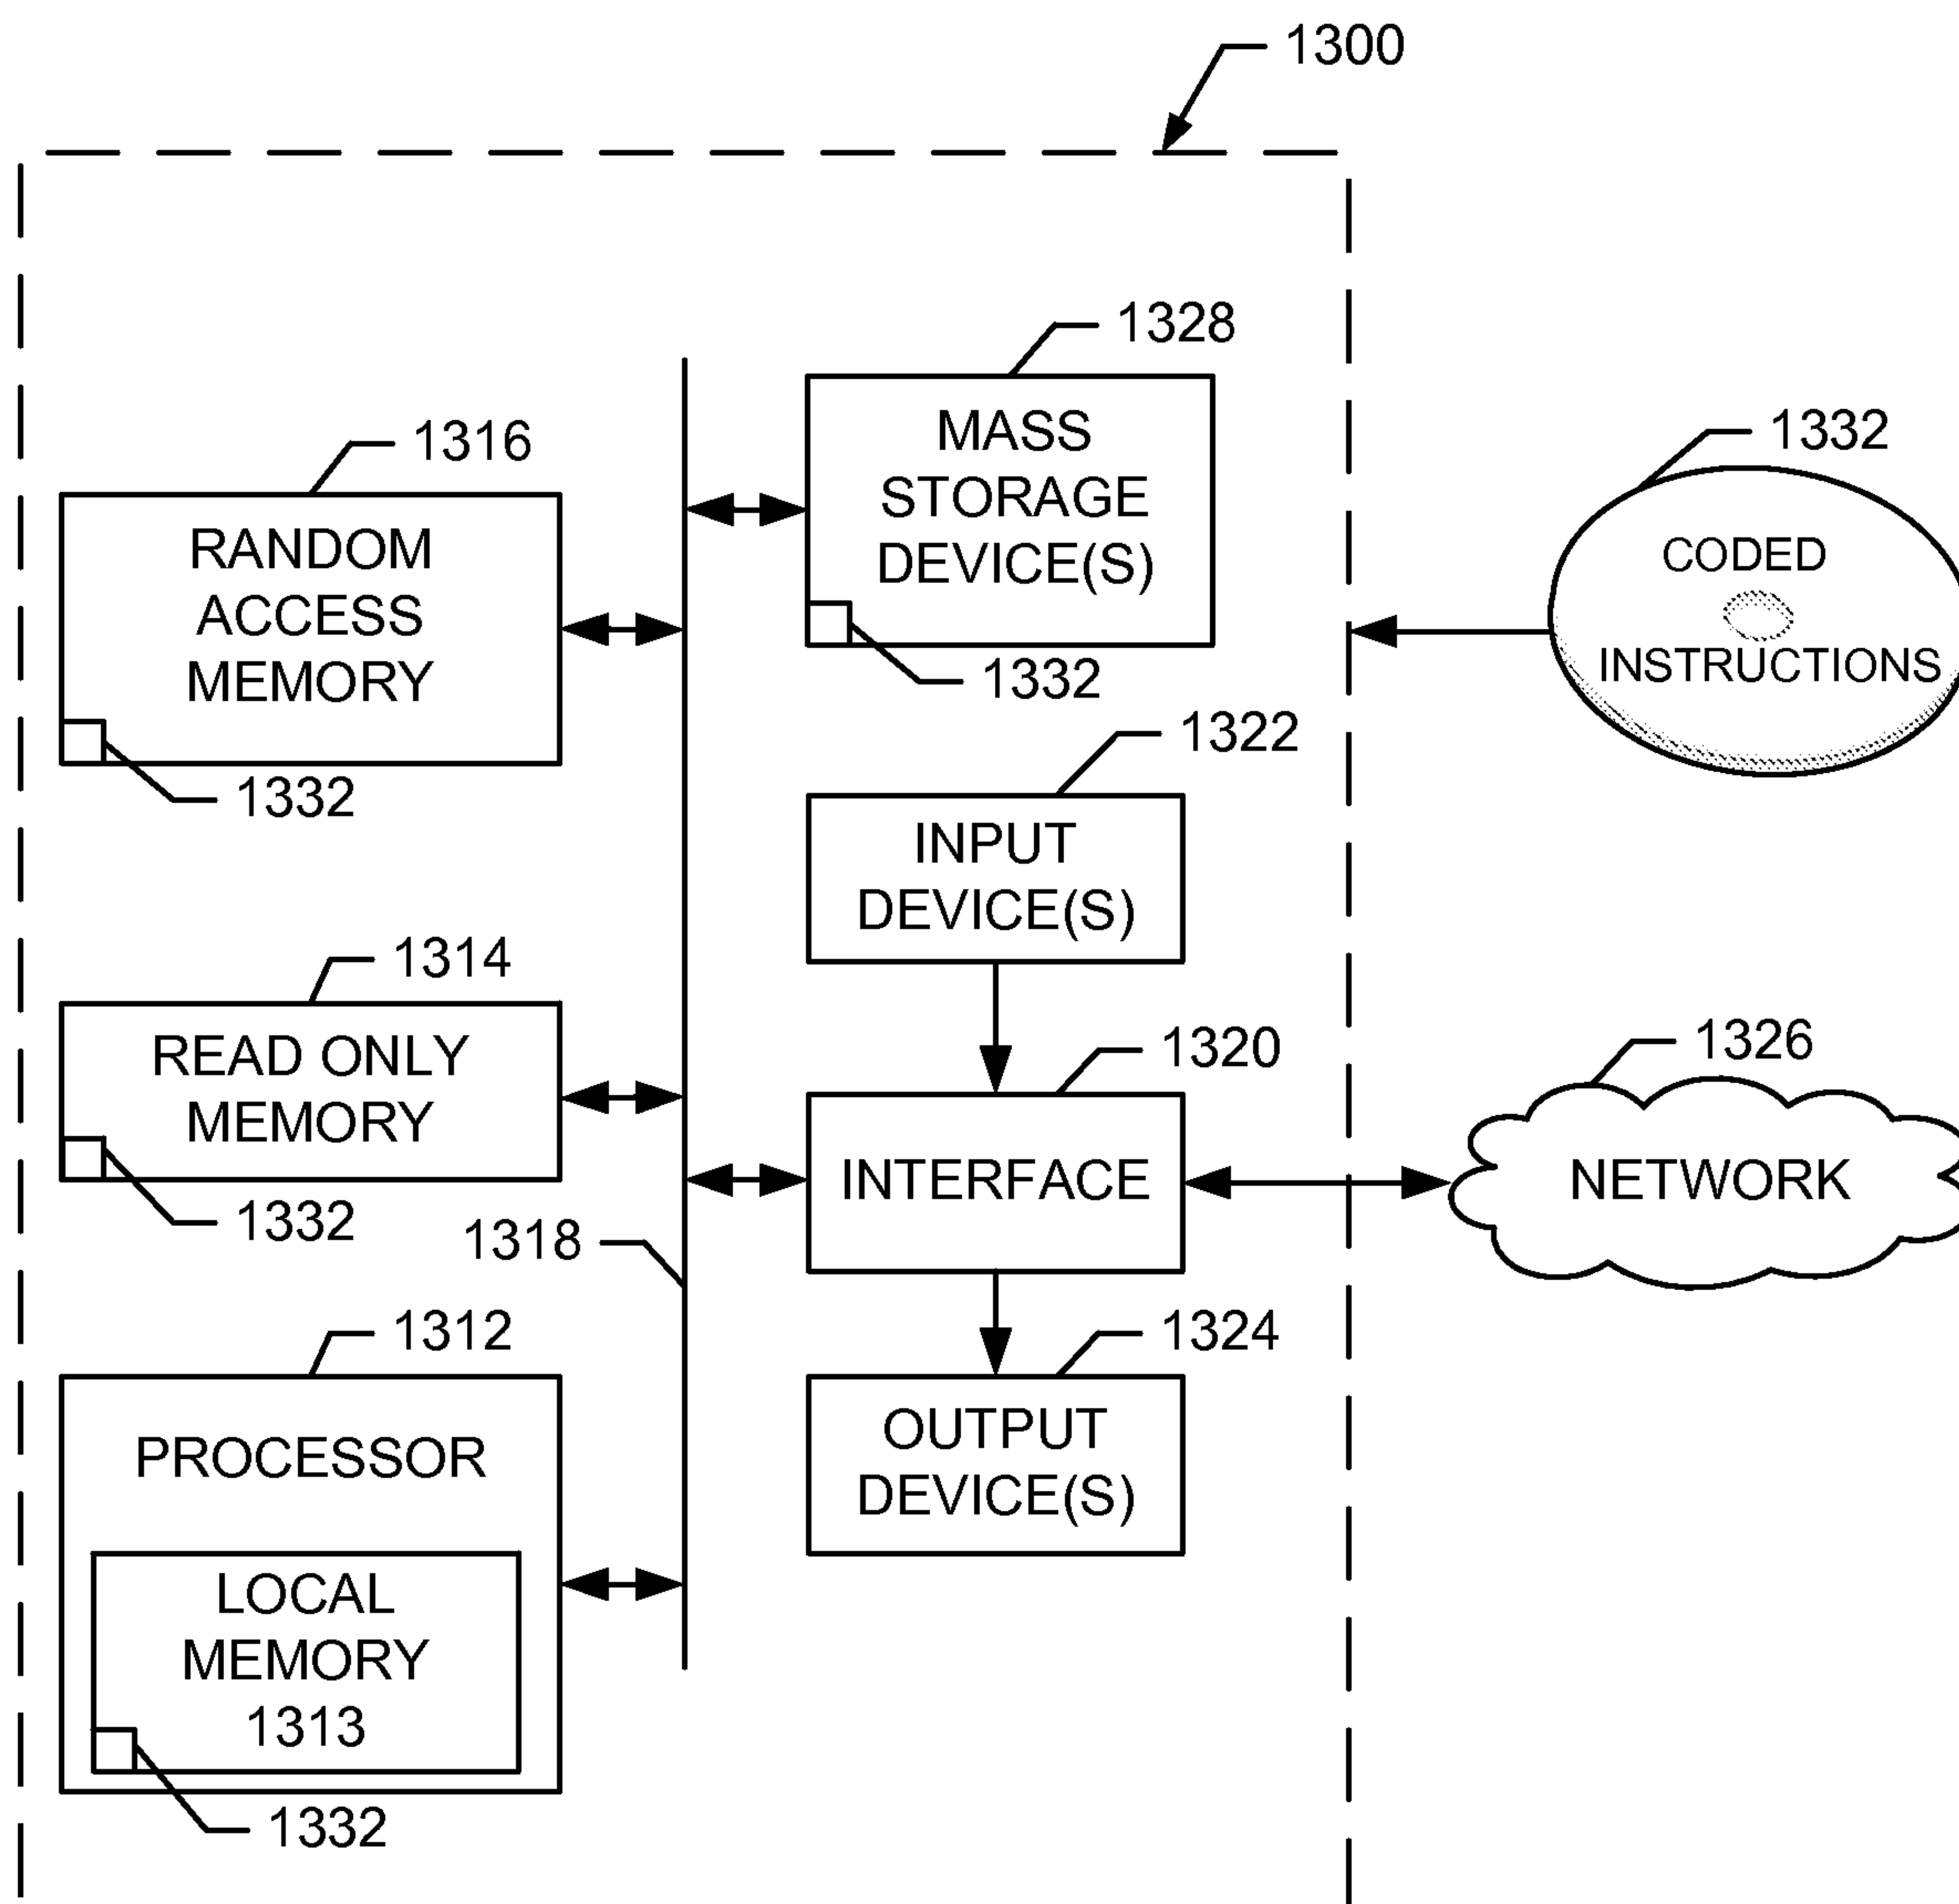 1300
1328
MASS
STORAGE
DEVICE(S)
1332
1316
RANDOM
ACCESS
MEMORY
1332
1332
CODED
INSTRUCTIONS
1322
INPUT
DEVICE(S)
1314
READ ONLY
MEMORY
1332
1320
INTERFACE
1326
NETWORK
1318
1312
PROCESSOR
LOCAL
MEMORY
1313
1332
1324
OUTPUT
DEVICE(S)